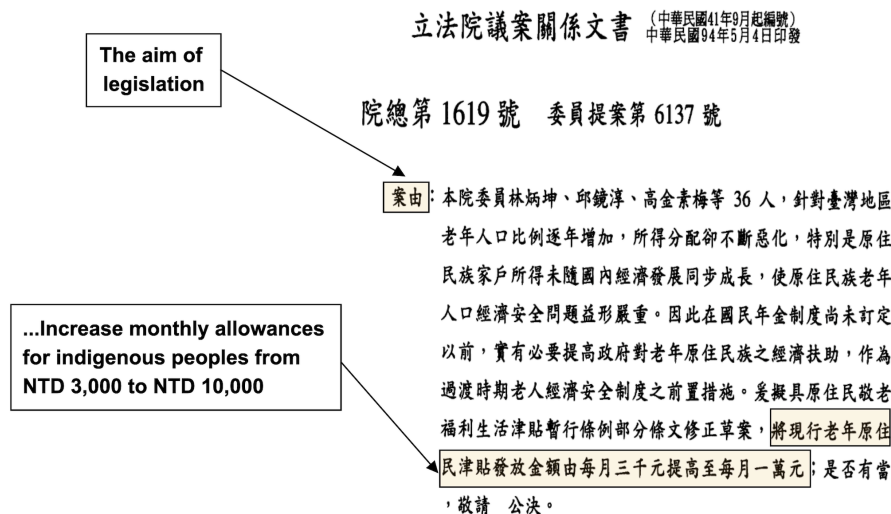 立法院議案關係文書 (中華民國41年9月起編號)
中華民國94年5月4日印發
The aim of
legislation
院總第 1619 號 委員提案第 6137 號
案由：本院委員林炳坤、邱鏡淳、高金素梅等 36 人，針對臺灣地區
老年人口比例逐年增加，所得分配卻不斷惡化，特別是原住
民族家戶所得未隨國內經濟發展同步成長，使原住民族老年
人口經濟安全問題益形嚴重。因此在國民年金制度尚未訂定
以前，實有必要提高政府對老年原住民族之經濟扶助，作為
過渡時期老人經濟安全制度之前置措施。爰擬具原住民敬老
福利生活津貼暫行條例部分條文修正草案，將現行老年原住
民津貼發放金額由每月三千元提高至每月一萬元；是否有當
，敬請 公決。
...Increase monthly allowances
for indigenous peoples from
NTD 3,000 to NTD 10,000